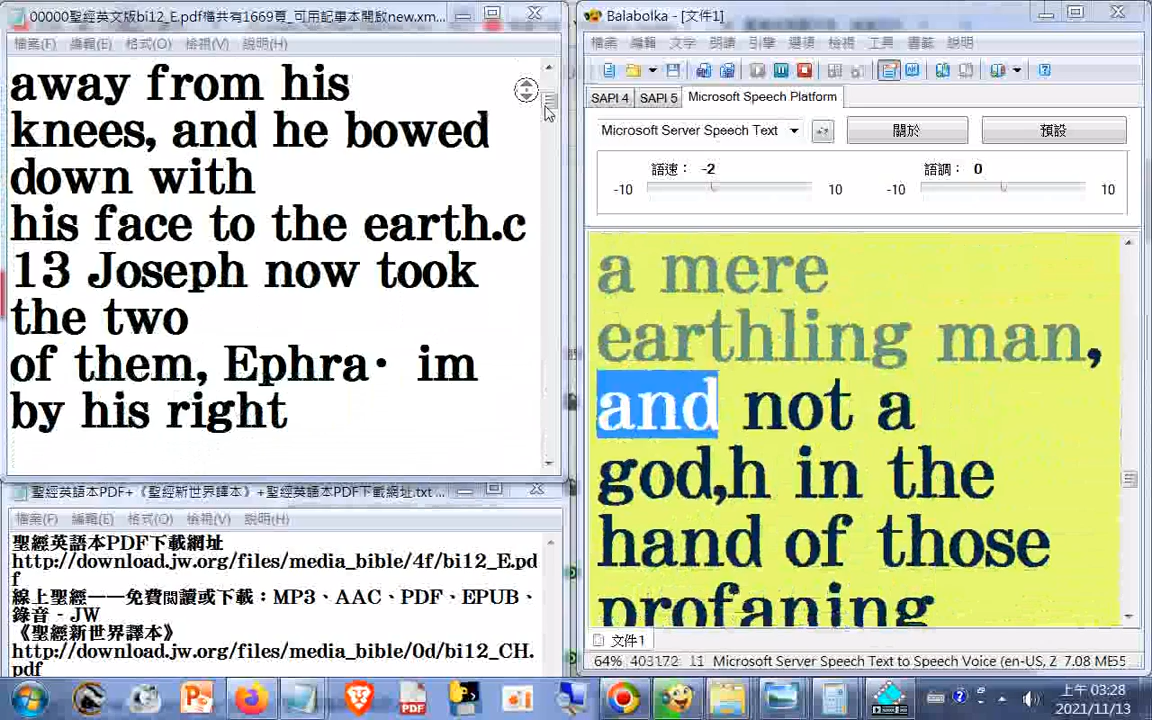 00000聖經英文版bi12_E.pdf檔共有1669頁_可用記事本開啟new.xm...
檔案(F) 編輯(E) 格式(O) 檢視(V) 說明(H)
away from his
knees, and he bowed
down with
his face to the earth.c
13 Joseph now took
the two
of them, Ephra· im
by his right
聖經英語本PDF+《聖經新世界譯本》+聖經英語本PDF下載網址.txt ...
檔案(F) 編輯(E) 格式(O) 檢視(V) 說明(H)
聖經英語本PDF下載網址
http://download.jw.org/files/media_bible/4f/bi12_E.pd
f
線上聖經——免費閱讀或下載：MP3、AAC、PDF、EPUB、
錄音 - JW
《聖經新世界譯本》
http://download.jw.org/files/media_bible/0d/bi12_CH.
pdf
Balabolka - [文件1]
檔案 編輯 文字 朗讀 引擎 選項 檢視 工具 書籤 說明
SAPI 4 SAPI 5 Microsoft Speech Platform
Microsoft Server Speech Text 關於 預設
語速： -2 語調： 0
-10 10 -10 10
a mere
earthling man,
and not a
god,h in the
hand of those
profaning
文件1
64% 403172 11 Microsoft Server Speech Text to Speech Voice (en-US, Z 7.08 MB55
上午 03:28
2021/11/13